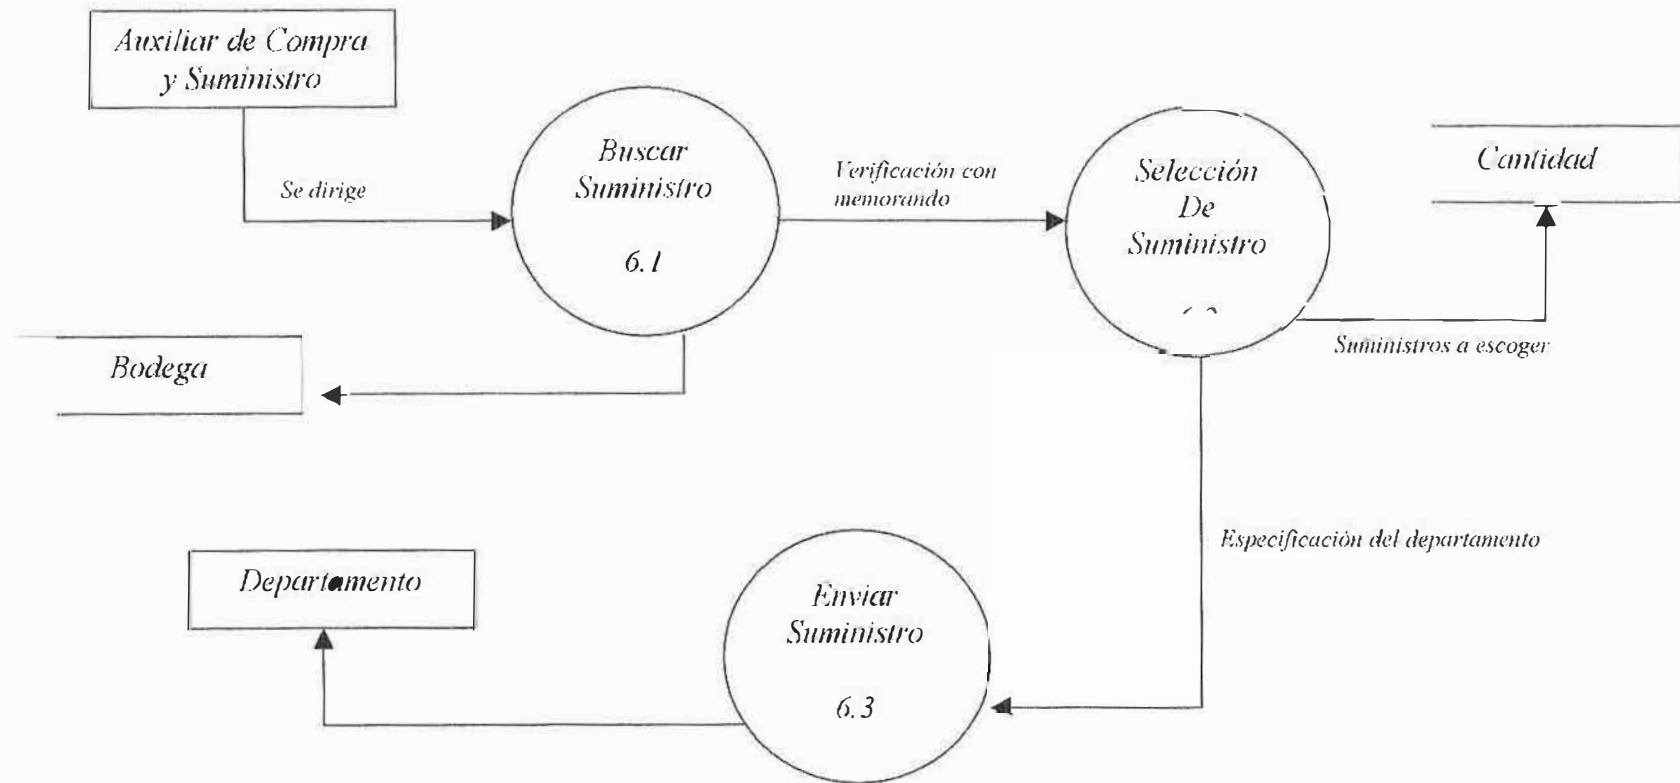 Auxiliar de Compra
y Suministro
Se dirige
Buscar
Suministro
6.1
Verificación con
memorando
Selección
De
Suministro
Cantidad
Suministros a escoger
Bodega
Especificación del departamento
Departamento
Enviar
Suministro
6.3